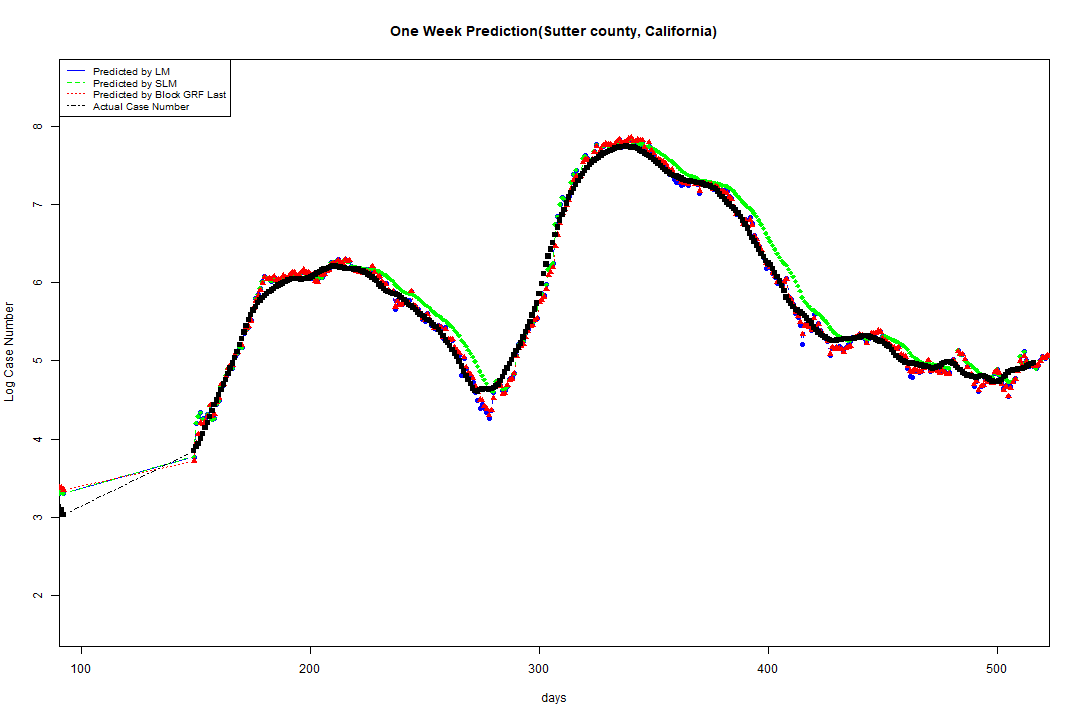 One Week Prediction(Sutter county, California)
Predicted by LM
Predicted by SLM
Predicted by Block GRF Last
Actual Case Number
Log Case Number
8
7
6
5
4
3
2
100 200 300 400 500
days